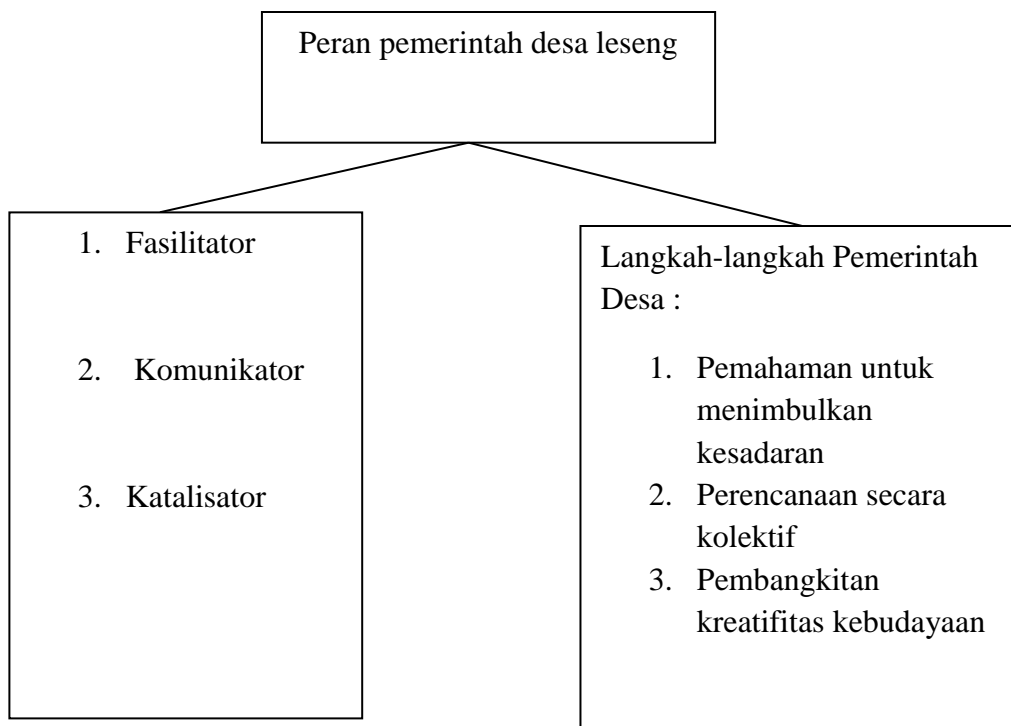 Peran pemerintah desa leseng
1. Fasilitator
2. Komunikator
3. Katalisator
Langkah-langkah Pemerintah
Desa :
1. Pemahaman untuk
menimbulkan
kesadaran
2. Perencanaan secara
kolektif
3. Pembangkitan
kreatifitas kebudayaan